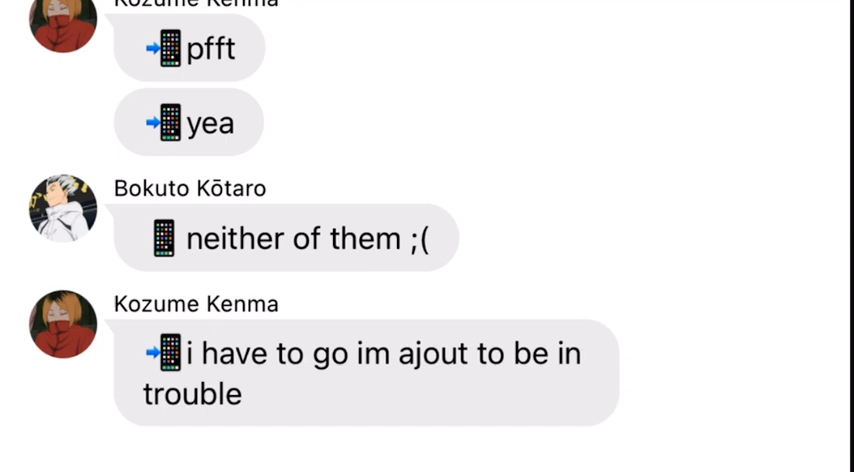 Kozume Kenma
📲pfft
📲yea
Bokuto Kōtaro
📱neither of them ;(
Kozume Kenma
📲i have to go im ajout to be in
trouble